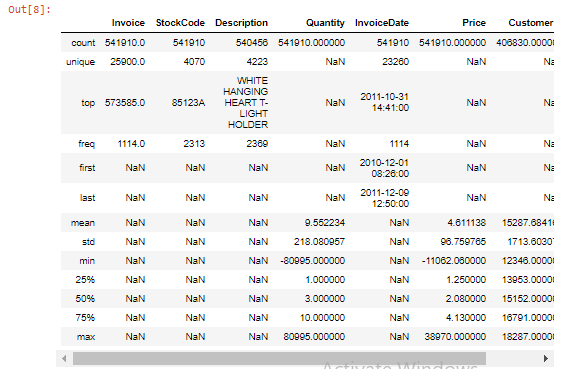 Out[8]:
Invoice StockCode Description Quantity InvoiceDate Price Customer
count 541910.0 541910 540456 541910.000000 541910 541910.000000 406830.0000
unique 25900.0 4070 4223 NaN 23260 NaN Na
top 573585.0 85123A WHITE HANGING HEART T-LIGHT HOLDER NaN 2011-10-31 14:41:00 NaN Na
freq 1114.0 2313 2369 NaN 1114 NaN Na
first NaN NaN NaN NaN 2010-12-01 08:26:00 NaN Na
last NaN NaN NaN NaN 2011-12-09 12:50:00 NaN Na
mean NaN NaN NaN 9.552234 NaN 4.611138 15287.6841
std NaN NaN NaN 218.080957 NaN 96.759765 1713.6030
min NaN NaN NaN -80995.000000 NaN -11062.060000 12346.0000
25% NaN NaN NaN 1.000000 NaN 1.250000 13953.0000
50% NaN NaN NaN 3.000000 NaN 2.080000 15152.0000
75% NaN NaN NaN 10.000000 NaN 4.130000 16791.0000
max NaN NaN NaN 80995.000000 NaN 38970.000000 18287.0000
Activate Windows